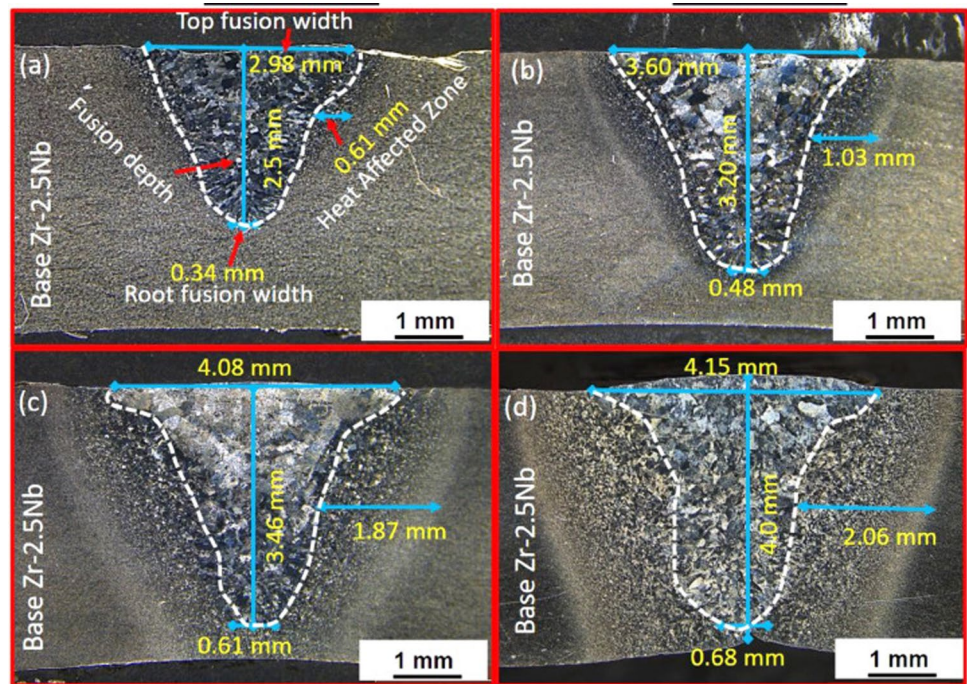 Top fusion width
(a)
2.98 mm
Fusion depth
2.5 mm
0.61 mm
Heat Affected Zone
Base Zr-2.5Nb
0.34 mm
Root fusion width
1 mm
(b)
3.60 mm
3.20 mm
1.03 mm
0.48 mm
1 mm
4.08 mm
(c)
3.46 mm
1.87 mm
Base Zr-2.5Nb
0.61 mm
1 mm
4.15 mm
(d)
4.0 mm
2.06 mm
Base Zr-2.5Nb
0.68 mm
1 mm
Base Zr-2.5Nb